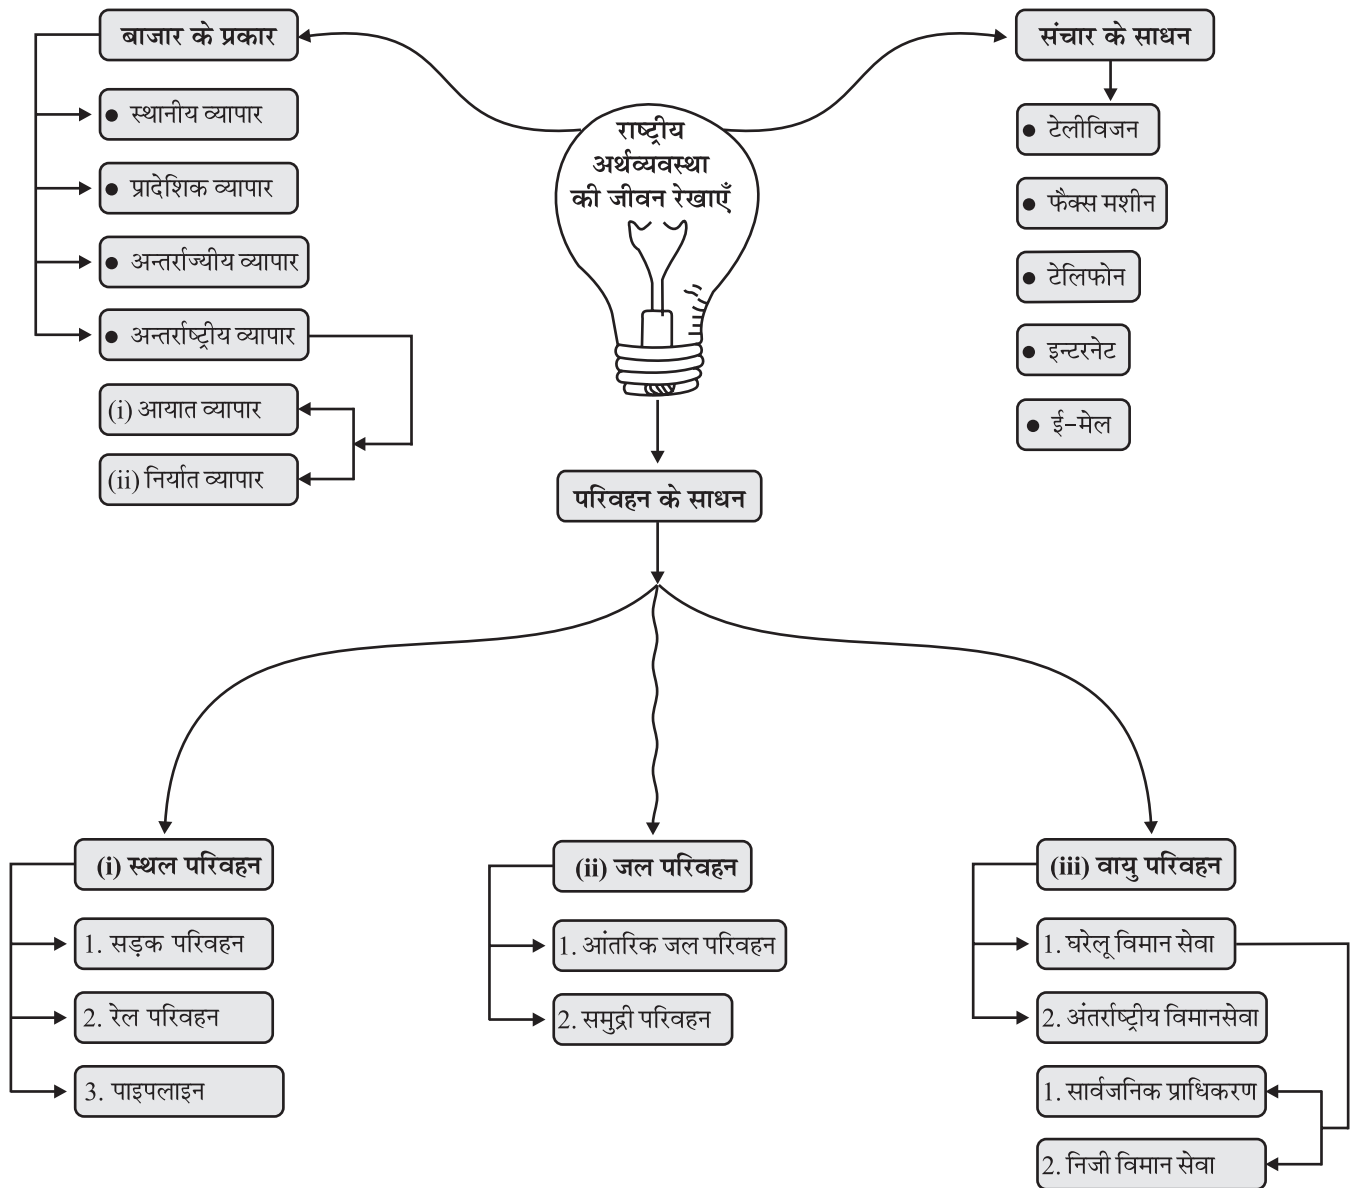 राष्ट्रीय
अर्थव्यवस्था
की जीवन रेखाएँ
बाजार के प्रकार
● स्थानीय व्यापार
● प्रादेशिक व्यापार
● अन्तर्राज्यीय व्यापार
● अन्तर्राष्ट्रीय व्यापार
(i) आयात व्यापार
(ii) निर्यात व्यापार
संचार के साधन
● टेलीविजन
● फैक्स मशीन
● टेलिफोन
● इन्टरनेट
● ई-मेल
परिवहन के साधन
(i) स्थल परिवहन
1. सड़क परिवहन
2. रेल परिवहन
3. पाइपलाइन
(ii) जल परिवहन
1. आंतरिक जल परिवहन
2. समुद्री परिवहन
(iii) वायु परिवहन
1. घरेलू विमान सेवा
2. अंतर्राष्ट्रीय विमानसेवा
1. सार्वजनिक प्राधिकरण
2. निजी विमान सेवा